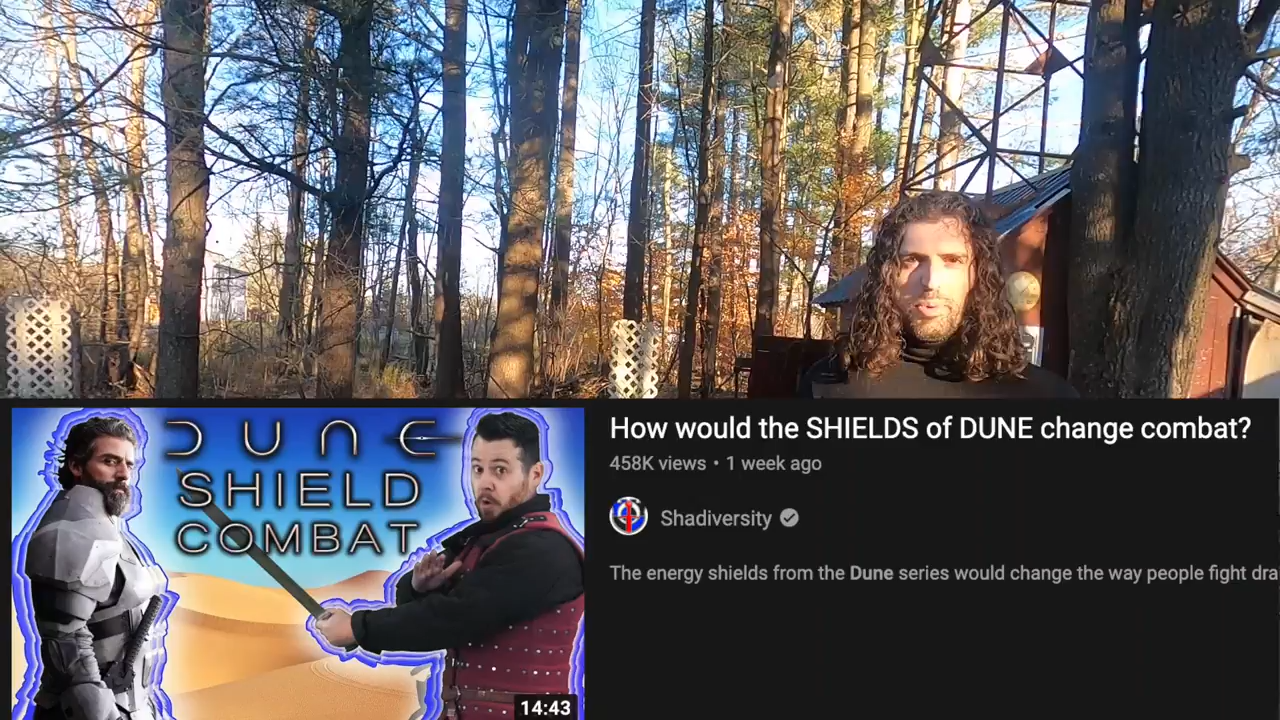 DUNE
SHIELD
COMBAT
14:43
How would the SHIELDS of DUNE change combat?
458K views • 1 week ago
Shadiversity
The energy shields from the Dune series would change the way people fight dra